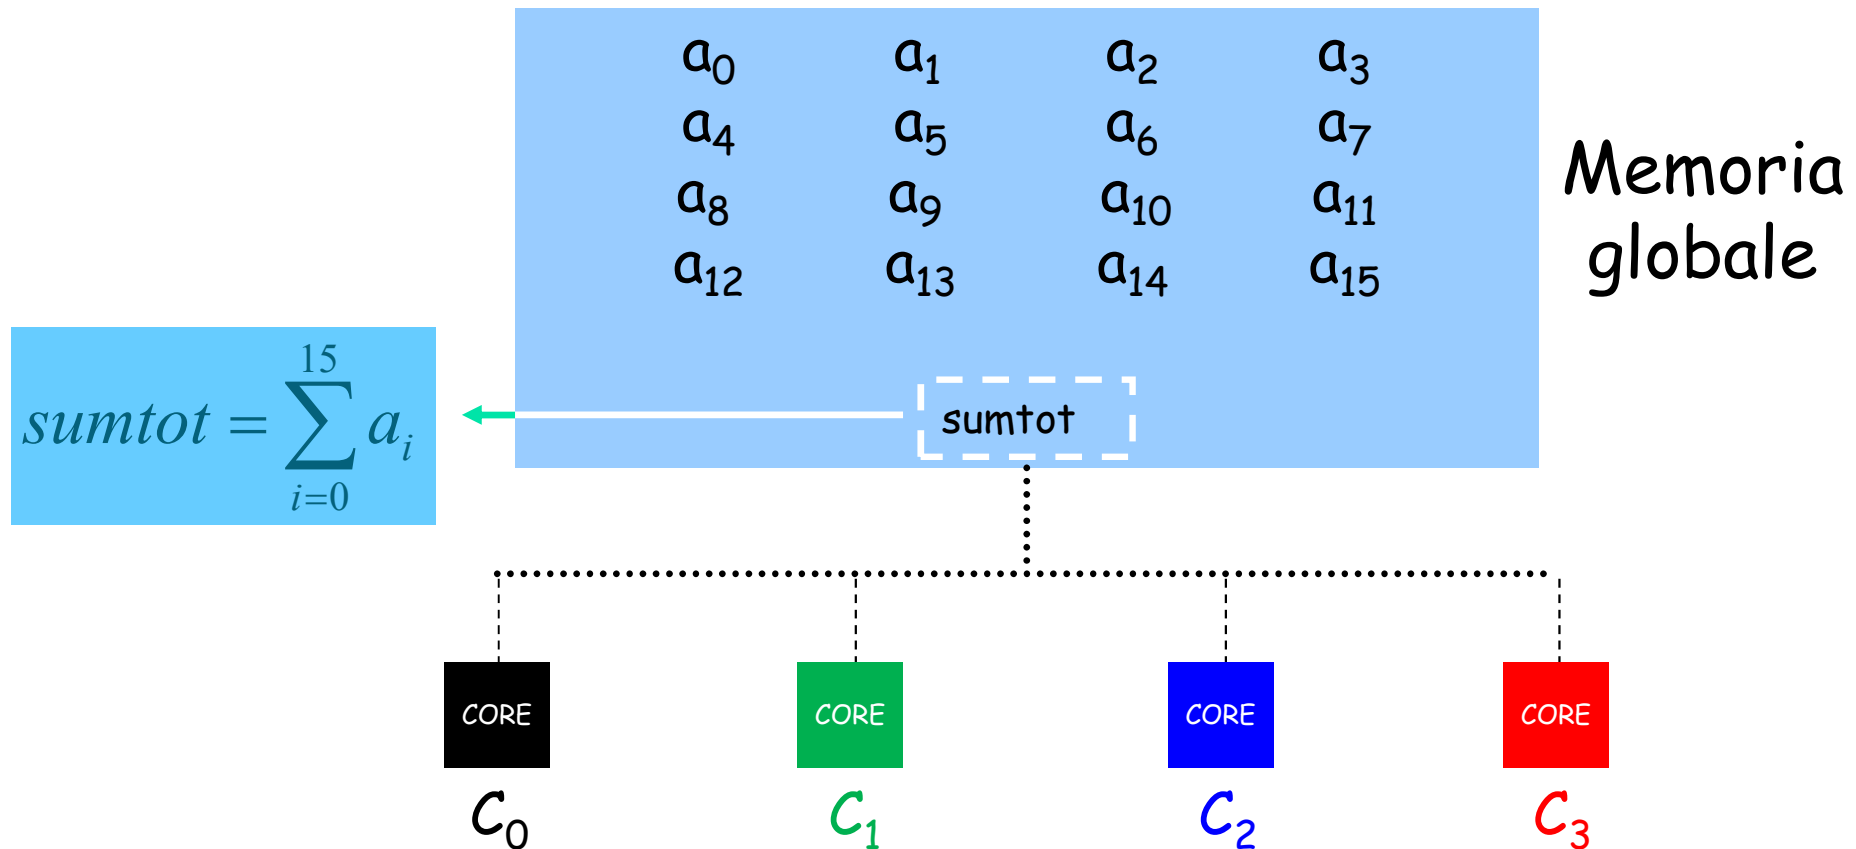 a₀ a₁ a₂ a₃
a₄ a₅ a₆ a₇
a₈ a₉ a₁₀ a₁₁
a₁₂ a₁₃ a₁₄ a₁₅
Memoria
globale
sumtot = ∑_{i=0}^{15} a_i
sumtot
CORE CORE CORE CORE
C₀ C₁ C₂ C₃